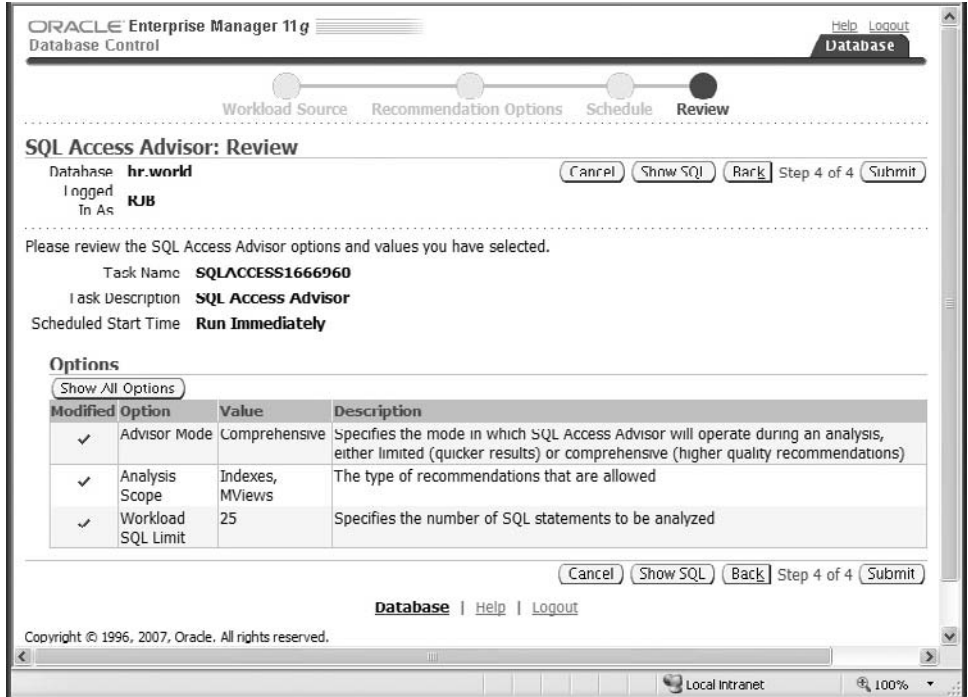 ORACLE Enterprise Manager 11g
Database Control
Help Logout
Database
Workload Source Recommendation Options Schedule Review
SQL Access Advisor: Review
Database hr.world
Logged In As RJB
Cancel Show SQL Back Step 4 of 4 Submit
Please review the SQL Access Advisor options and values you have selected.
Task Name SQLACCESS1666960
Task Description SQL Access Advisor
Scheduled Start Time Run Immediately
Options
Show All Options
Modified Option Value Description
Advisor Mode Comprehensive Specifies the mode in which SQL Access Advisor will operate during an analysis,
either limited (quicker results) or comprehensive (higher quality recommendations)
Analysis Indexes, The type of recommendations that are allowed
Scope MViews
Workload 25 Specifies the number of SQL statements to be analyzed
SQL Limit
Cancel Show SQL Back Step 4 of 4 Submit
Database | Help | Logout
Copyright © 1996, 2007, Oracle. All rights reserved.
Local intranet 100%